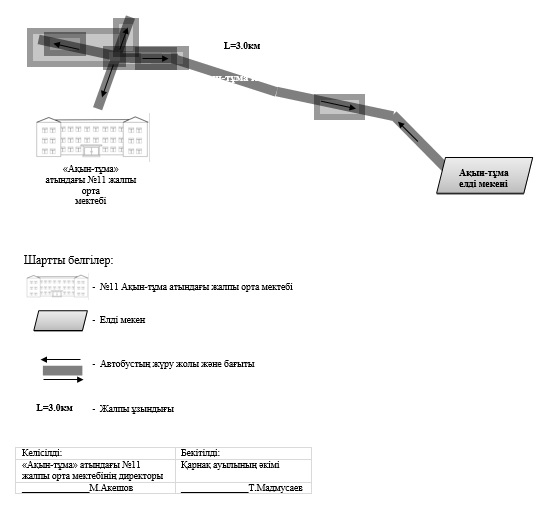 L=3.0км
«Ақын-тұма»
атындағы №11 жалпы
орта
мектебі
Ақын-тұма
елді мекені
Шартты белгілер:
- №11 Ақын-тұма атындағы жалпы орта мектебі
- Елді мекен
- Автобустың жүру жолы және бағыты
L=3.0км - Жалпы ұзындығы
Келісілді: Бекітілді:
«Ақын-тұма» атындағы №11 Қарнақ ауылының әкімі
жалпы орта мектебінің директоры
______________М.Акешов ______________Т.Мадмусаев